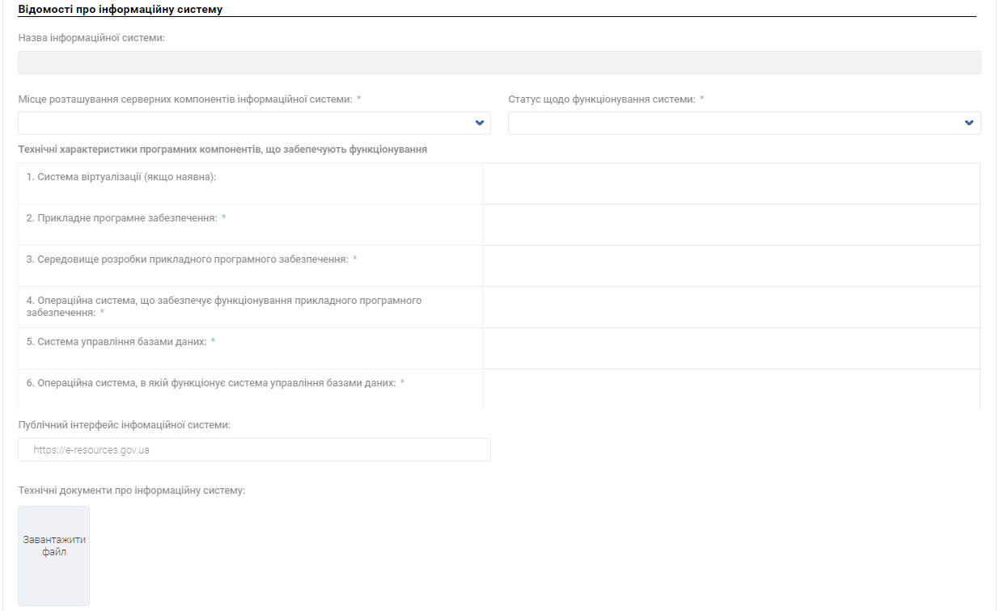 Відомості про інформаційну систему
Назва інформаційної системи:
Місце розташування серверних компонентів інформаційної системи: *
Статус щодо функціонування системи: *
Технічні характеристики програмних компонентів, що забепечують функціонування
1. Система віртуалізації (якщо наявна):
2. Прикладне програмне забезпечення: *
3. Середовище розробки прикладного програмного забезпечення: *
4. Операційна система, що забезпечує функціонування прикладного програмного
забезпечення: *
5. Система управління базами даних: *
6. Операційна система, в якій функціонує система управління базами даних: *
Публічний інтерфейс інфомаційної системи:
https://e-resources.gov.ua
Технічні документи про інформаційну систему:
Завантажити
файл